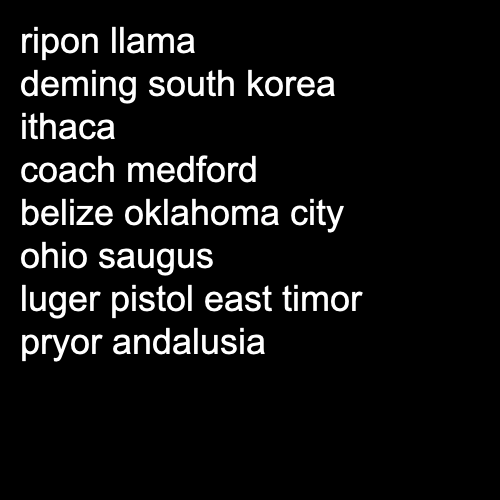 ripon llama
deming south korea
ithaca
coach medford
belize oklahoma city
ohio saugus
luger pistol east timor
pryor andalusia